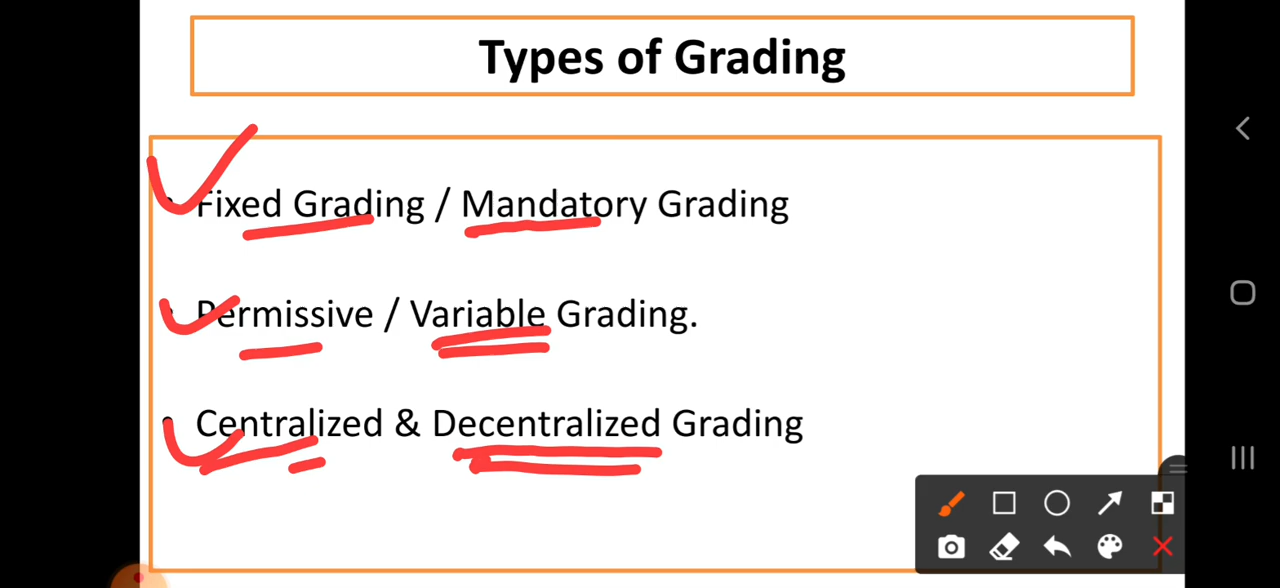 Types of Grading
Fixed Grading / Mandatory Grading
Permissive / Variable Grading.
Centralized & Decentralized Grading